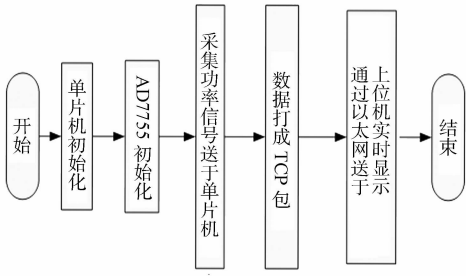 开始
单片机初始化
AD7755 初始化
采集功率信号送于单片机
数据打成 TCP 包
通过以太网送于
上位机实时显示
结束